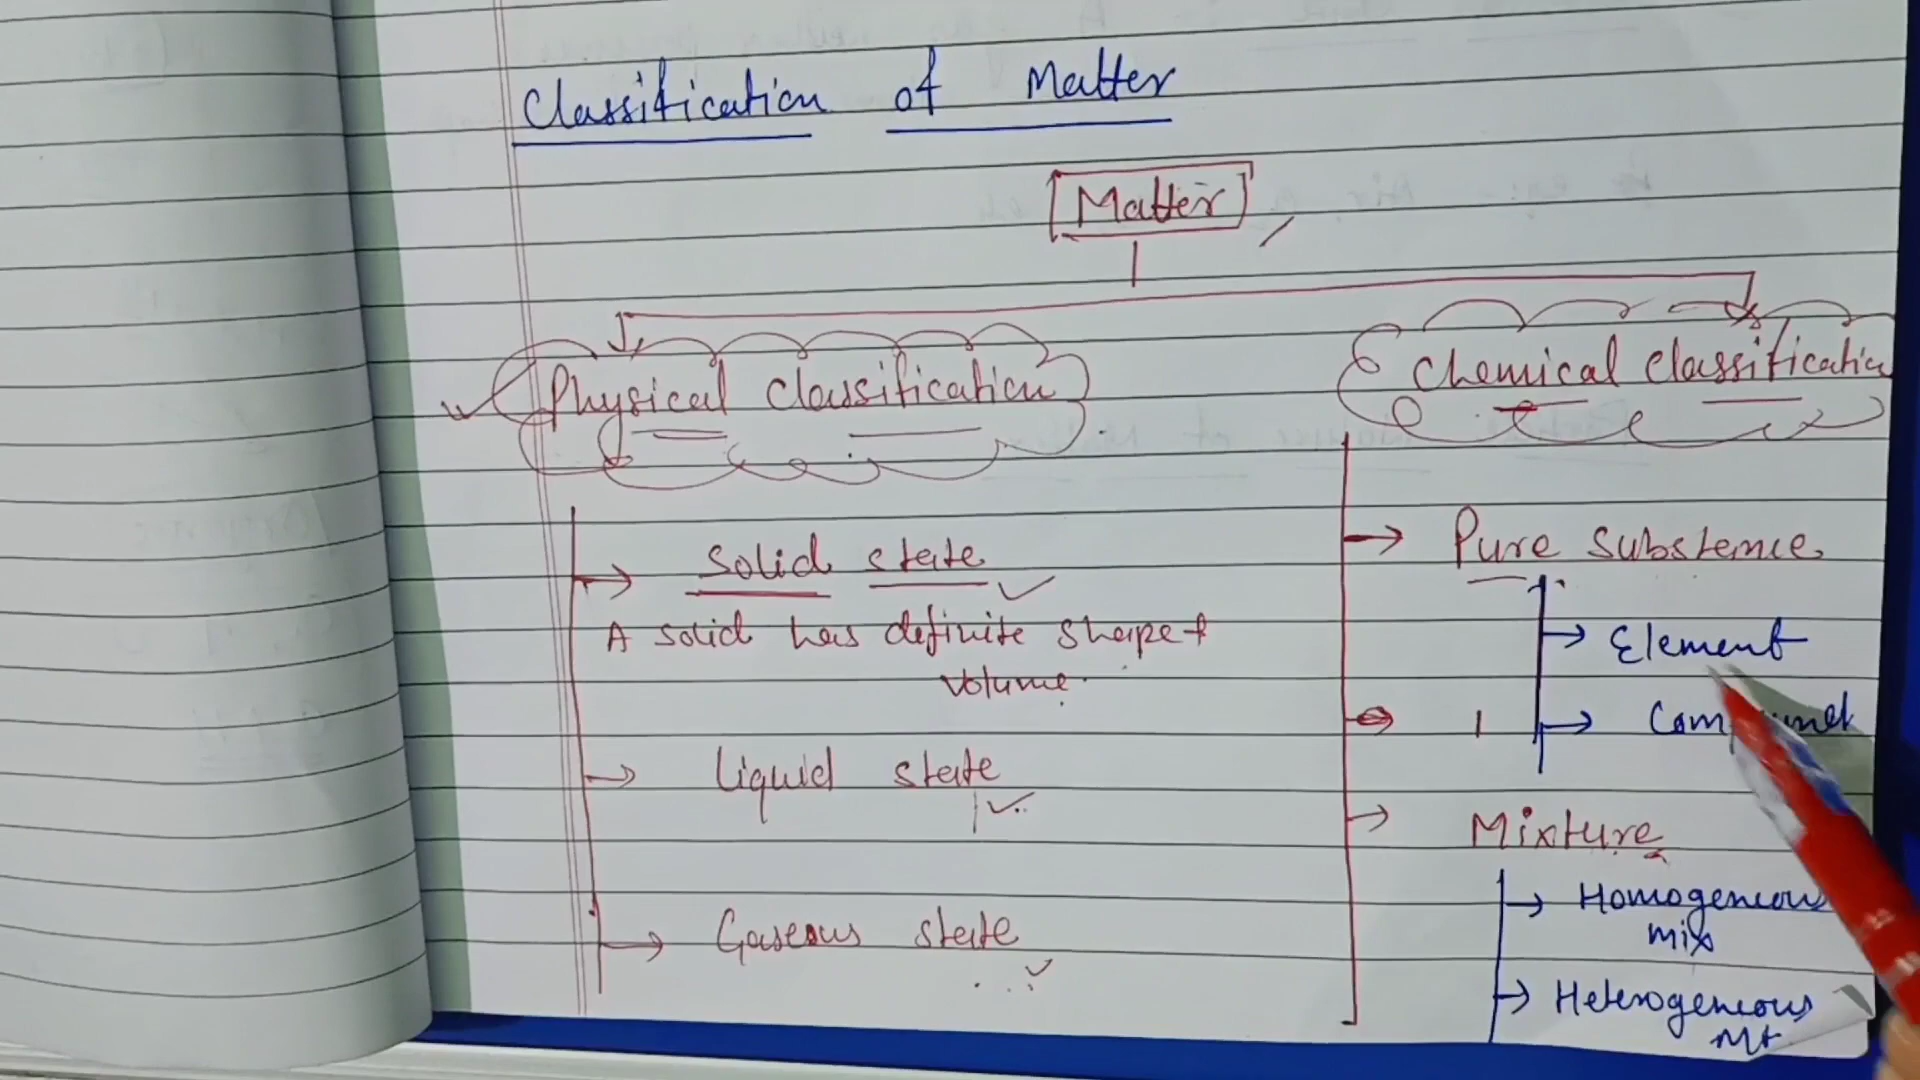 Classification of Matter
Matter
Physical Classification
Chemical Classification
Solid state
A solid has definite shape +
volume.
Liquid state
Gaseous state
Pure Substence
Element
Mixture
Homogeneous
mix
Heterogeneous